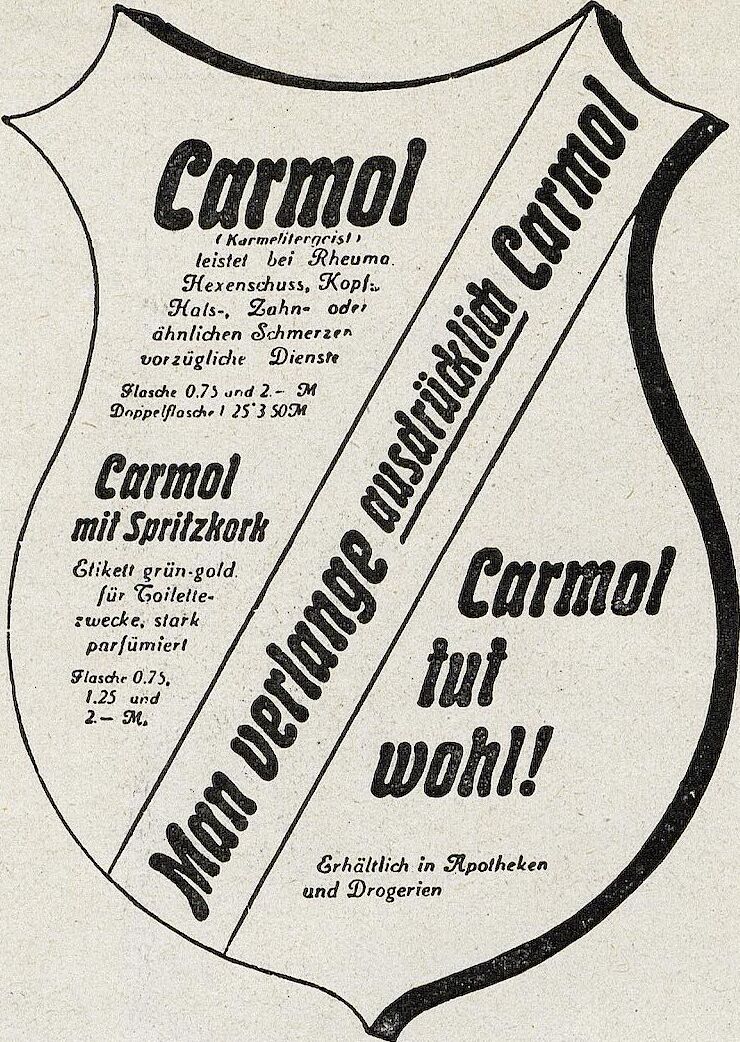 Carmol
(Karmelitergeist)
leistet bei Rheuma,
Hexenschuss, Kopf-,
Hals-, Zahn- oder
ähnlichen Schmerzen
vorzügliche Dienste
Flasche 0.75 und 2.– M
Doppelflasche 1 25 3 50 M
Carmol
mit Spritzkork
Etikett grün-gold.
für Toilette-
zwecke, stark
parfümiert
Flasche 0.75,
1.25 und
2.– M.
Man verlange ausdrücklich Carmol
Carmol
tut
wohl!
Erhältlich in Apotheken
und Drogerien